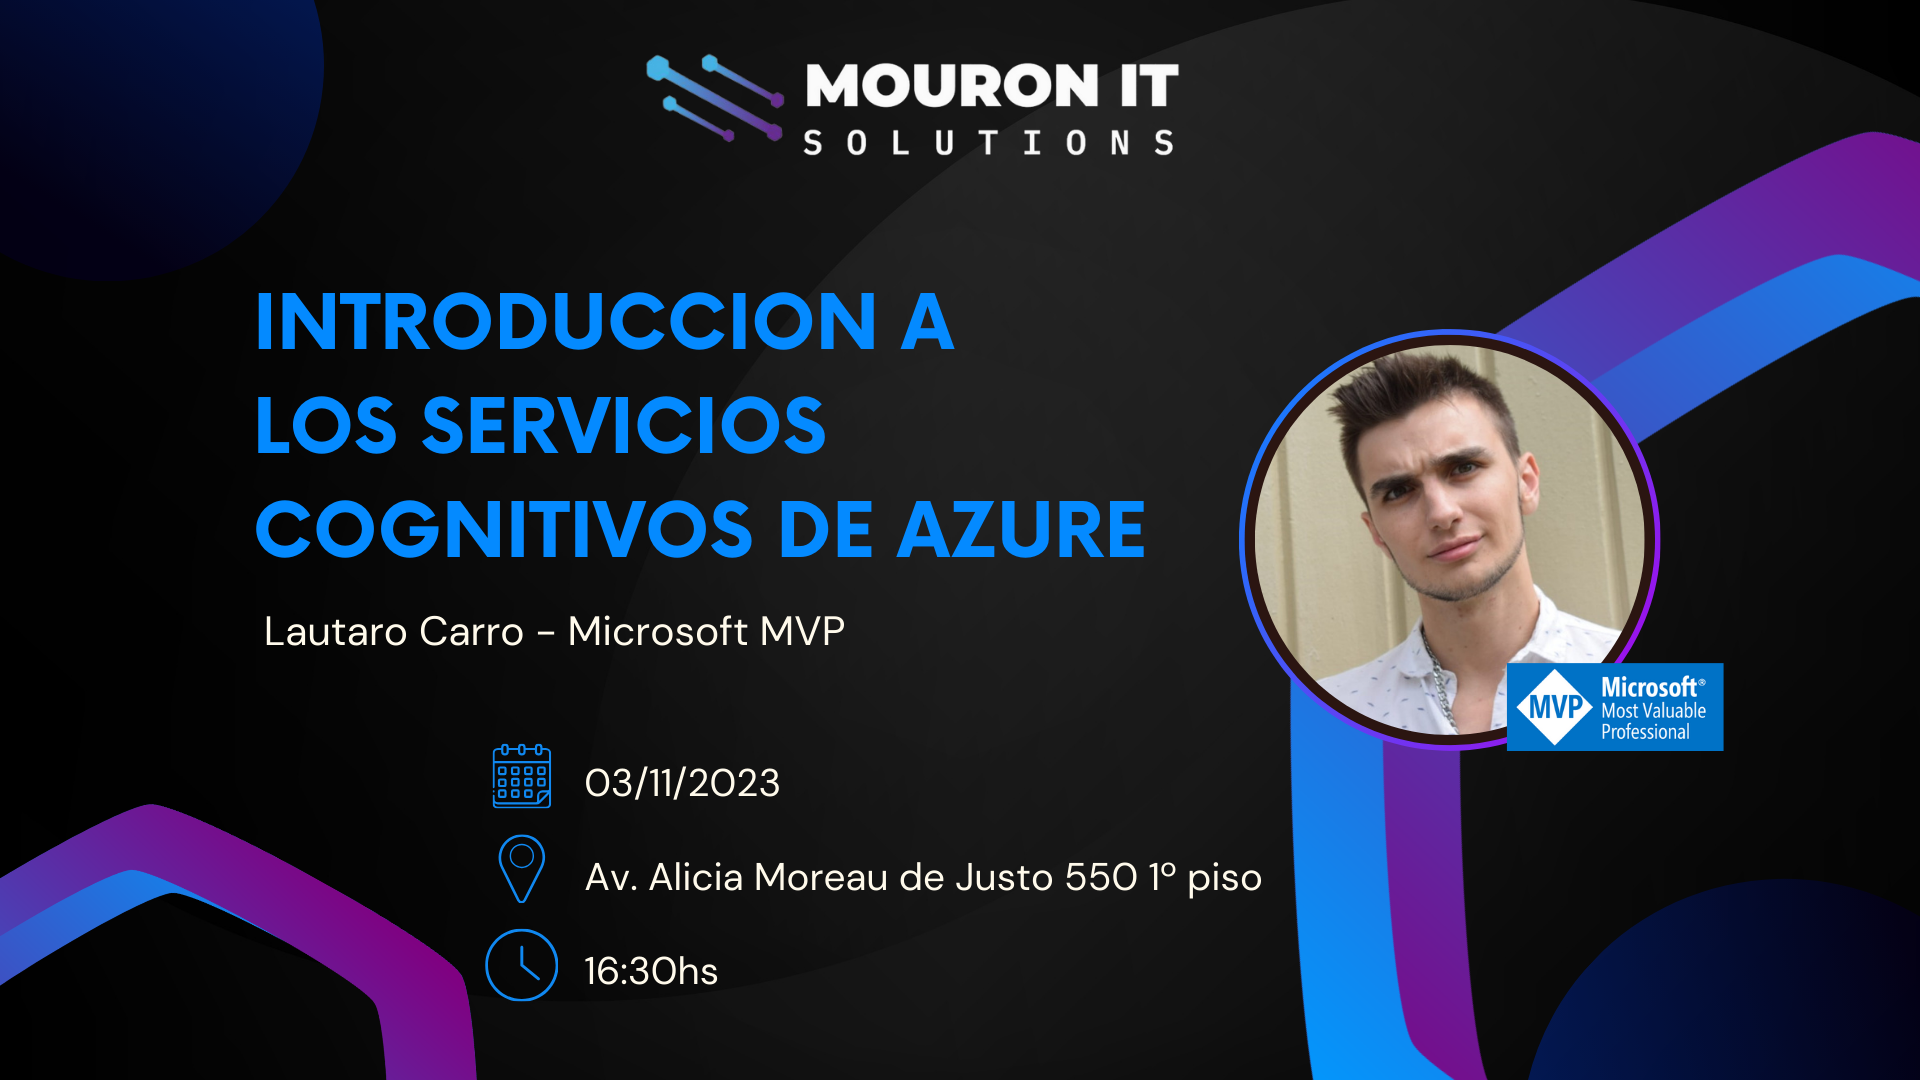 MOURON IT
SOLUTIONS
INTRODUCCION A
LOS SERVICIOS
COGNITIVOS DE AZURE
Lautaro Carro - Microsoft MVP
MVP
Microsoft®
Most Valuable
Professional
03/11/2023
Av. Alicia Moreau de Justo 550 1º piso
16:30hs